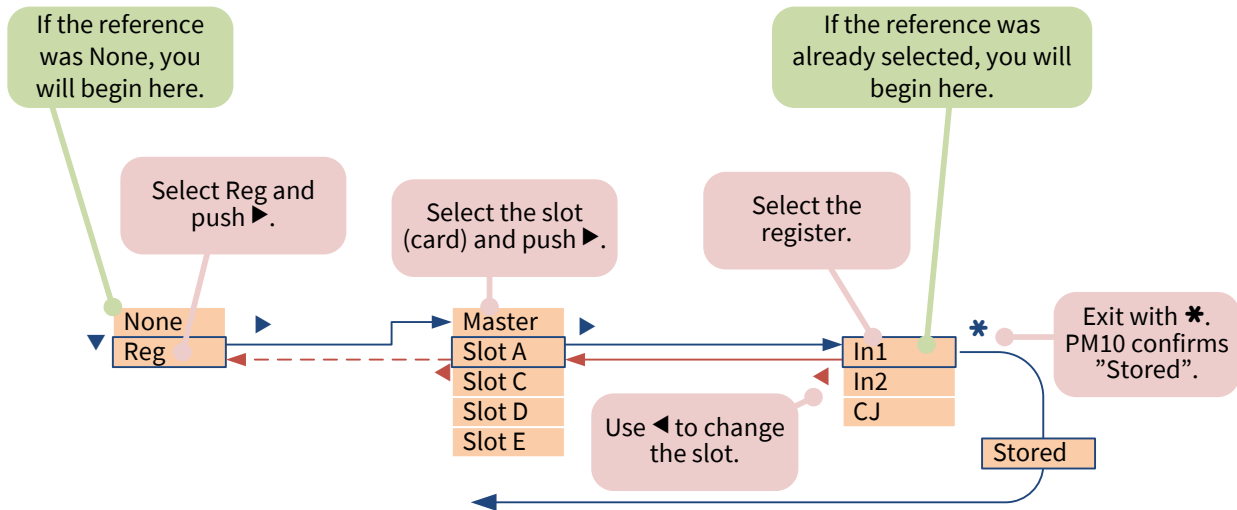 If the reference
was None, you
will begin here.
If the reference was
already selected, you will
begin here.
Select Reg and
push ▶.
Select the slot
(card) and push ▶.
Select the
register.
None
Reg
Master
Slot A
Slot C
Slot D
Slot E
In1
In2
CJ
*
Exit with *.
PM10 confirms
”Stored”.
Use ◀ to change
the slot.
Stored